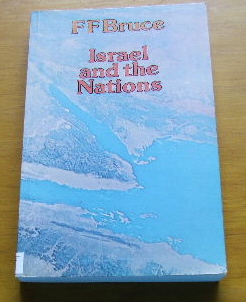 F F Bruce
Israel
and the
Nations